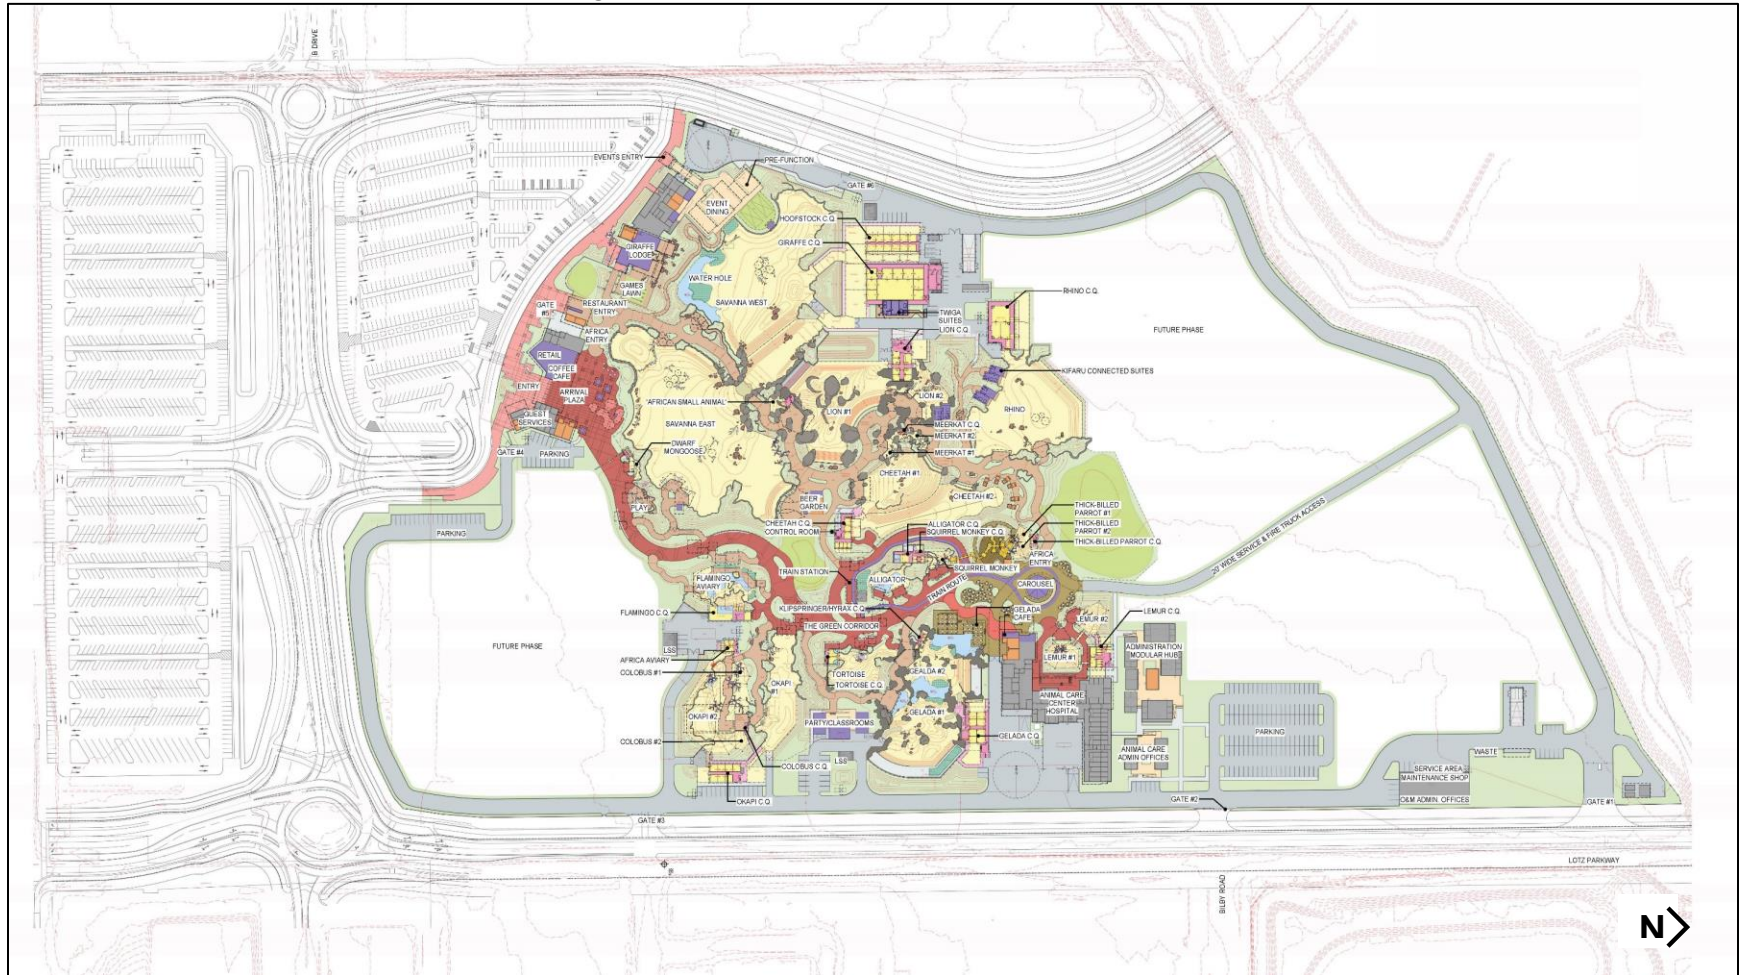 B DRIVE
EVENTS ENTRY
PRE-FUNCTION
GATE #6
EVENT
DINING
HOOFSTOCK C.Q.
GIRAFFE C.Q.
GIRAFFE
LODGE
WATER HOLE
GAMES
LAWN
SAVANNA WEST
RHINO C.Q.
RESTAURANT
ENTRY
GATE
#5
TWIGA
SUITES
LION C.Q.
FUTURE PHASE
AFRICA
ENTRY
RETAIL
COFFEE
CAFE
KIFARU CONNECTED SUITES
ENTRY
ARRIVAL
PLAZA
'AFRICAN SMALL ANIMAL'
LION #1
LION #2
RHINO
GUEST
SERVICES
SAVANNA EAST
MEERKAT C.Q.
MEERKAT #2
MEERKAT #1
DWARF
MONGOOSE
GATE #4
PARKING
CHEETAH #1
CHEETAH #2
BEER
GARDEN
PLAY
THICK-BILLED
PARROT #1
THICK-BILLED
PARROT #2
THICK-BILLED PARROT C.Q.
PARKING
CHEETAH C.Q.
CONTROL ROOM
ALLIGATOR C.Q.
SQUIRREL MONKEY C.Q.
AFRICA
ENTRY
SQUIRREL MONKEY
20' WIDE SERVICE & FIRE TRUCK ACCESS
TRAIN STATION
FLAMINGO
AVIARY
ALLIGATOR
TRAIN ROUTE
CAROUSEL
FLAMINGO C.Q.
KLIPSPRINGER/HYRAX C.Q.
GELADA
CAFE
LEMUR C.Q.
LEMUR #2
THE GREEN CORRIDOR
FUTURE PHASE
LSS
AFRICA AVIARY
COLOBUS #1
LEMUR #1
ADMINISTRATION
MODULAR HUB
TORTOISE
TORTOISE C.Q.
GEALDA #2
OKAPI
#1
ANIMAL CARE
CENTER
HOSPITAL
OKAPI #2
PARTY/CLASSROOMS
GELADA #1
COLOBUS #2
GELADA C.Q.
PARKING
LSS
COLOBUS C.Q.
ANIMAL CARE
ADMIN OFFICES
WASTE
SERVICE AREA
MAINTENANCE SHOP
OKAPI C.Q.
GATE #2
O&M ADMIN. OFFICES
GATE #1
GATE #3
LOTZ PARKWAY
BILBY ROAD
N